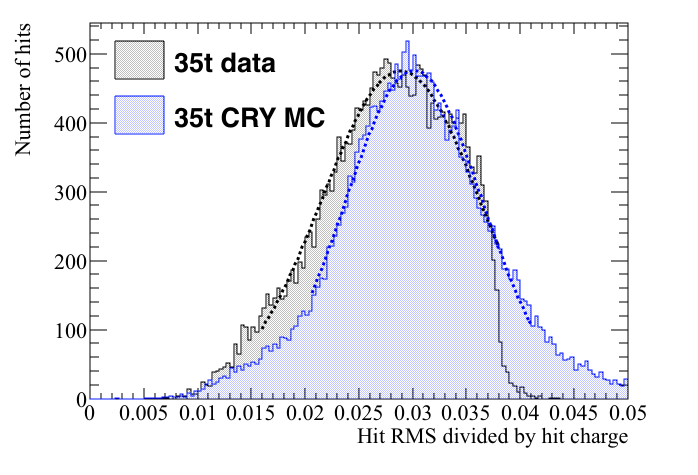 Number of hits
500
400
300
200
100
0
35t data
35t CRY MC
0 0.005 0.01 0.015 0.02 0.025 0.03 0.035 0.04 0.045 0.05
Hit RMS divided by hit charge